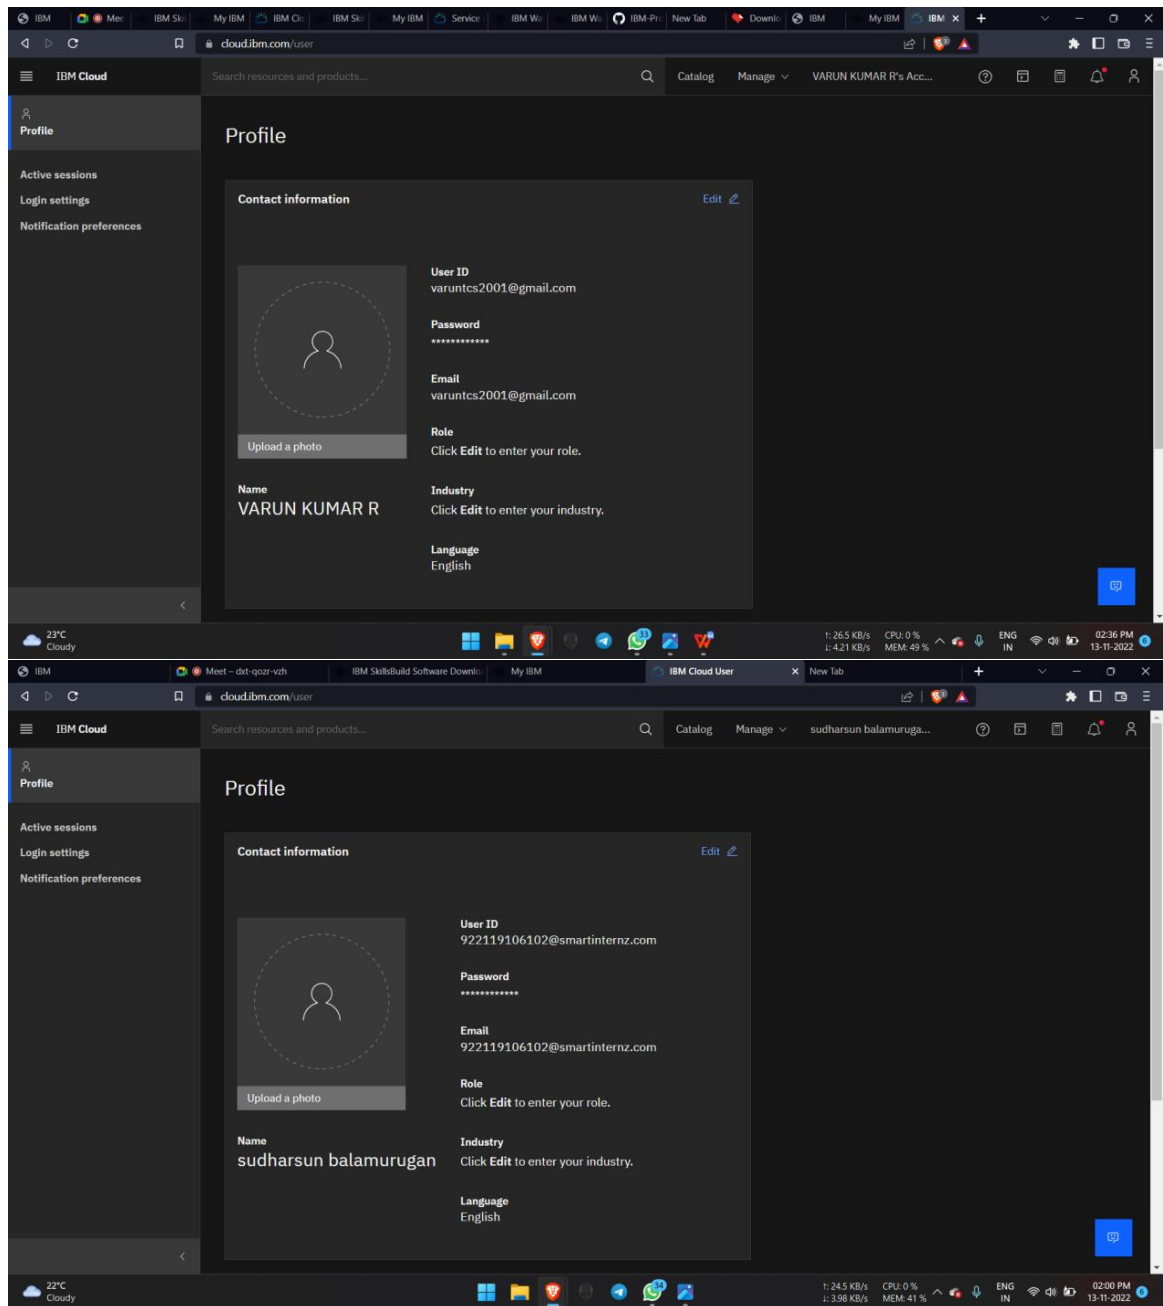 IBM Mee IBM Ski My IBM IBM Clo IBM Ski My IBM Service IBM Wa IBM Wa IBM-Pro New Tab Downlo IBM My IBM IBM
cloud.ibm.com/user
IBM Cloud Search resources and products... Catalog Manage VARUN KUMAR R's Acc...
Profile
Active sessions
Login settings
Notification preferences
Profile
Contact information Edit
Upload a photo
Name
VARUN KUMAR R
User ID
varuntcs2001@gmail.com
Password
************
Email
varuntcs2001@gmail.com
Role
Click Edit to enter your role.
Industry
Click Edit to enter your industry.
Language
English
23°C
Cloudy
33
↑: 26.5 KB/s CPU: 0 % ENG 02:36 PM
↓: 4.21 KB/s MEM: 49 % IN 13-11-2022 6
IBM Meet – dxt-qozr-vzh IBM SkillsBuild Software Downlo My IBM IBM Cloud User New Tab
cloud.ibm.com/user
IBM Cloud Search resources and products... Catalog Manage sudharsun balamuruga...
Profile
Active sessions
Login settings
Notification preferences
Profile
Contact information Edit
Upload a photo
Name
sudharsun balamurugan
User ID
922119106102@smartinternz.com
Password
************
Email
922119106102@smartinternz.com
Role
Click Edit to enter your role.
Industry
Click Edit to enter your industry.
Language
English
22°C
Cloudy
34
↑: 24.5 KB/s CPU: 0 % ENG 02:00 PM
↓: 3.98 KB/s MEM: 41 % IN 13-11-2022 6